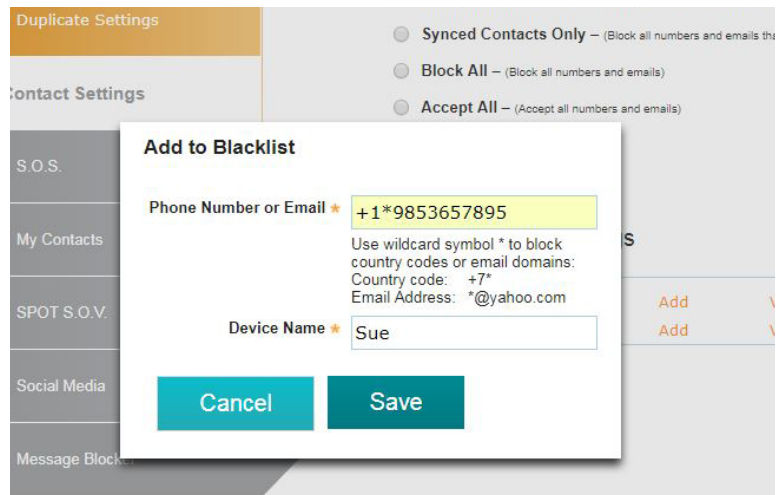 Duplicate Settings
Synced Contacts Only – (Block all numbers and emails
Block All – (Block all numbers and emails)
Contact Settings
Accept All – (Accept all numbers and emails)
Add to Blacklist
S.O.S.
Phone Number or Email * +1*9853657895
My Contacts
Use wildcard symbol * to block
country codes or email domains:
Country code: +7*
Email Address: *@yahoo.com
SPOT S.O.V.
Add
Device Name * Sue
Add
Social Media
Cancel Save
Message Blocker